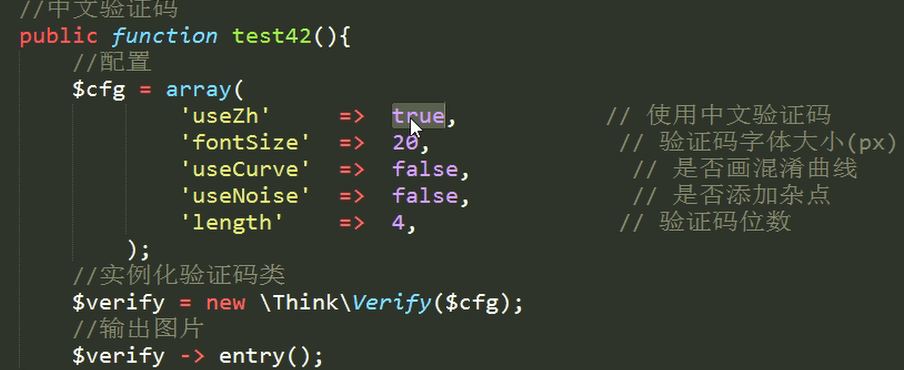 //中文验证码
public function test42(){
//配置
$cfg = array(
'useZh' => true, // 使用中文验证码
'fontSize' => 20, // 验证码字体大小(px)
'useCurve' => false, // 是否画混淆曲线
'useNoise' => false, // 是否添加杂点
'length' => 4, // 验证码位数
);
//实例化验证码类
$verify = new \Think\Verify($cfg);
//输出图片
$verify -> entry();